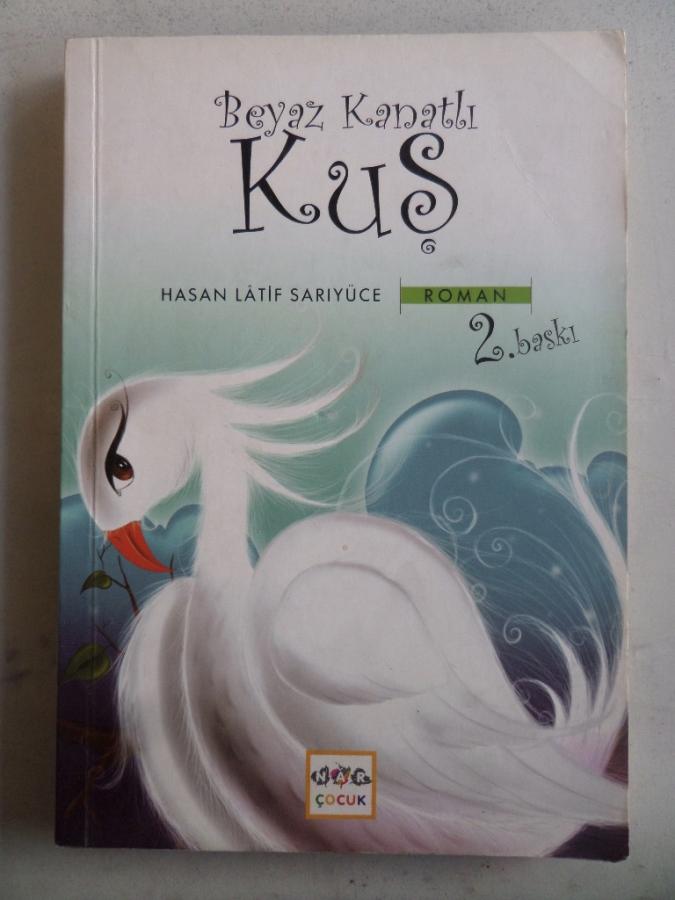 Beyaz Kanatlı
Kuş
HASAN LÂTİF SARIYÜCE ROMAN
2.baskı
NAR
ÇOCUK